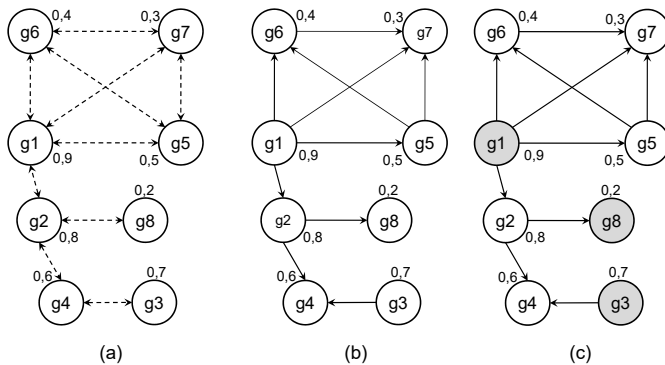 0,4 0,3 0,4 0,3 0,4 0,3
g6 g7 g6 g7 g6 g7
g1 g5 g1 g5 g1 g5
0,9 0,5 0,9 0,5 0,9 0,5
0,2 0,2 0,2
g2 g8 g2 g8 g2 g8
0,8 0,8 0,8
0,6 0,7 0,6 0,7 0,6 0,7
g4 g3 g4 g3 g4 g3
(a) (b) (c)